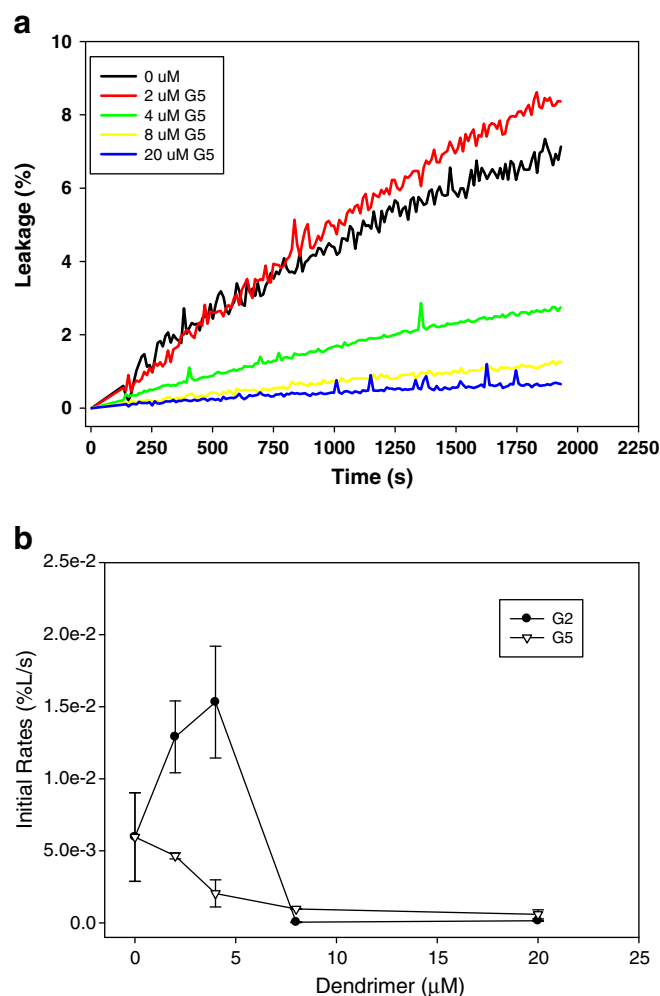 a
10
8
6
4
2
0
Leakage (%)
0 uM
2 uM G5
4 uM G5
8 uM G5
20 uM G5
0 250 500 750 1000 1250 1500 1750 2000 2250
Time (s)
b
2.5e-2
2.0e-2
1.5e-2
1.0e-2
5.0e-3
0.0
Initial Rates (%L/s)
G2
G5
0 5 10 15 20 25
Dendrimer (μM)